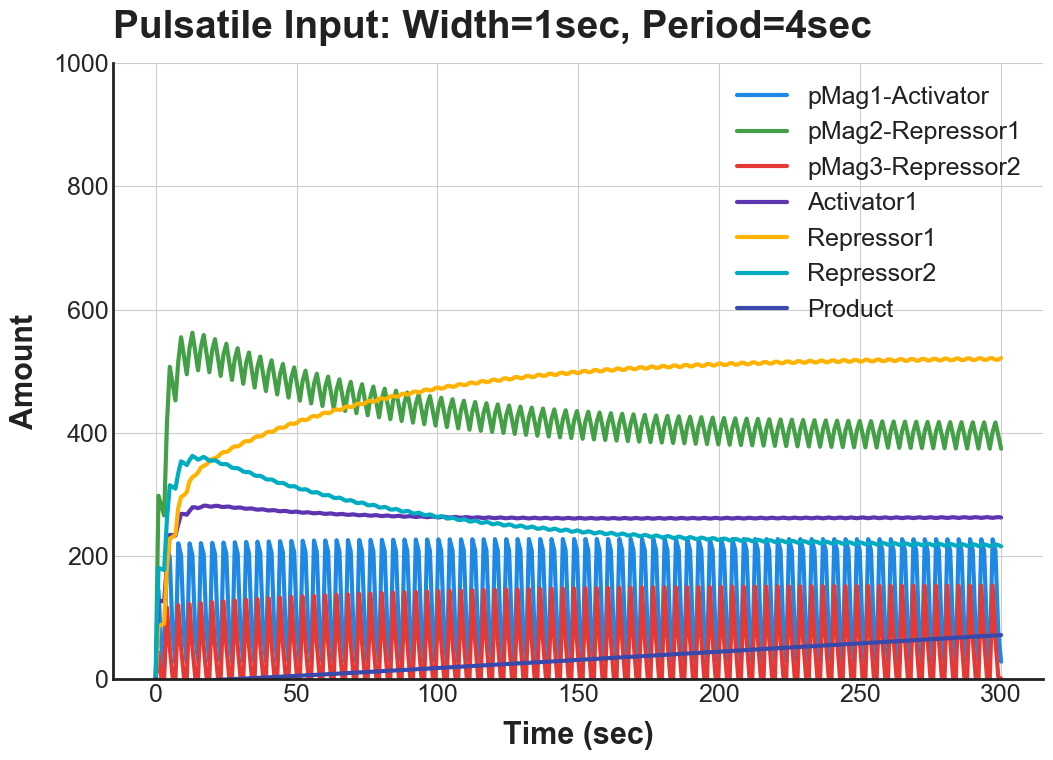 Pulsatile Input: Width=1sec, Period=4sec
1000
800
600
400
200
0
Amount
pMag1-Activator
pMag2-Repressor1
pMag3-Repressor2
Activator1
Repressor1
Repressor2
Product
0 50 100 150 200 250 300
Time (sec)